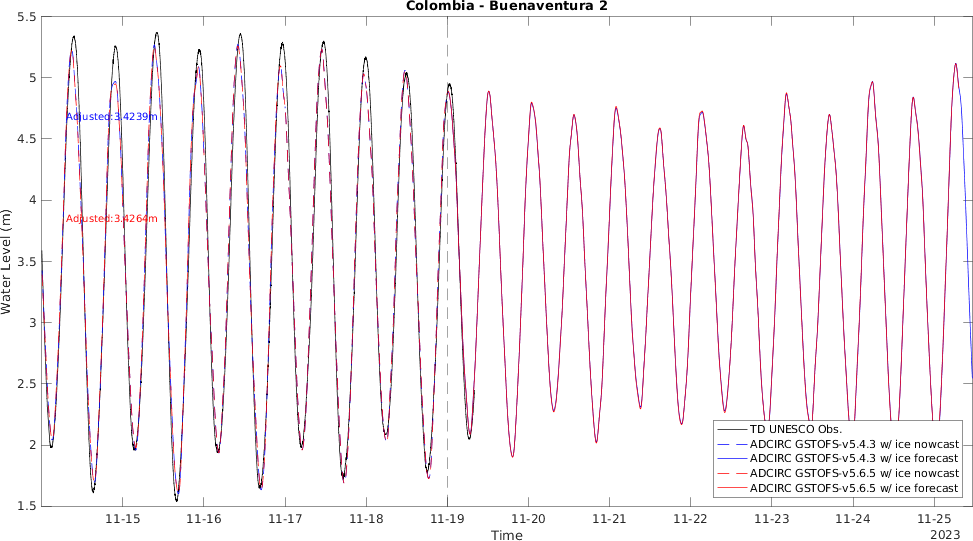 Colombia - Buenaventura 2
5.5
5
4.5
4
3.5
3
2.5
2
1.5
Water Level (m)
Adjusted:3.4239m
Adjusted:3.4264m
TD UNESCO Obs.
ADCIRC GSTOFS-v5.4.3 w/ ice nowcast
ADCIRC GSTOFS-v5.4.3 w/ ice forecast
ADCIRC GSTOFS-v5.6.5 w/ ice nowcast
ADCIRC GSTOFS-v5.6.5 w/ ice forecast
11-15 11-16 11-17 11-18 11-19 11-20 11-21 11-22 11-23 11-24 11-25
Time
2023